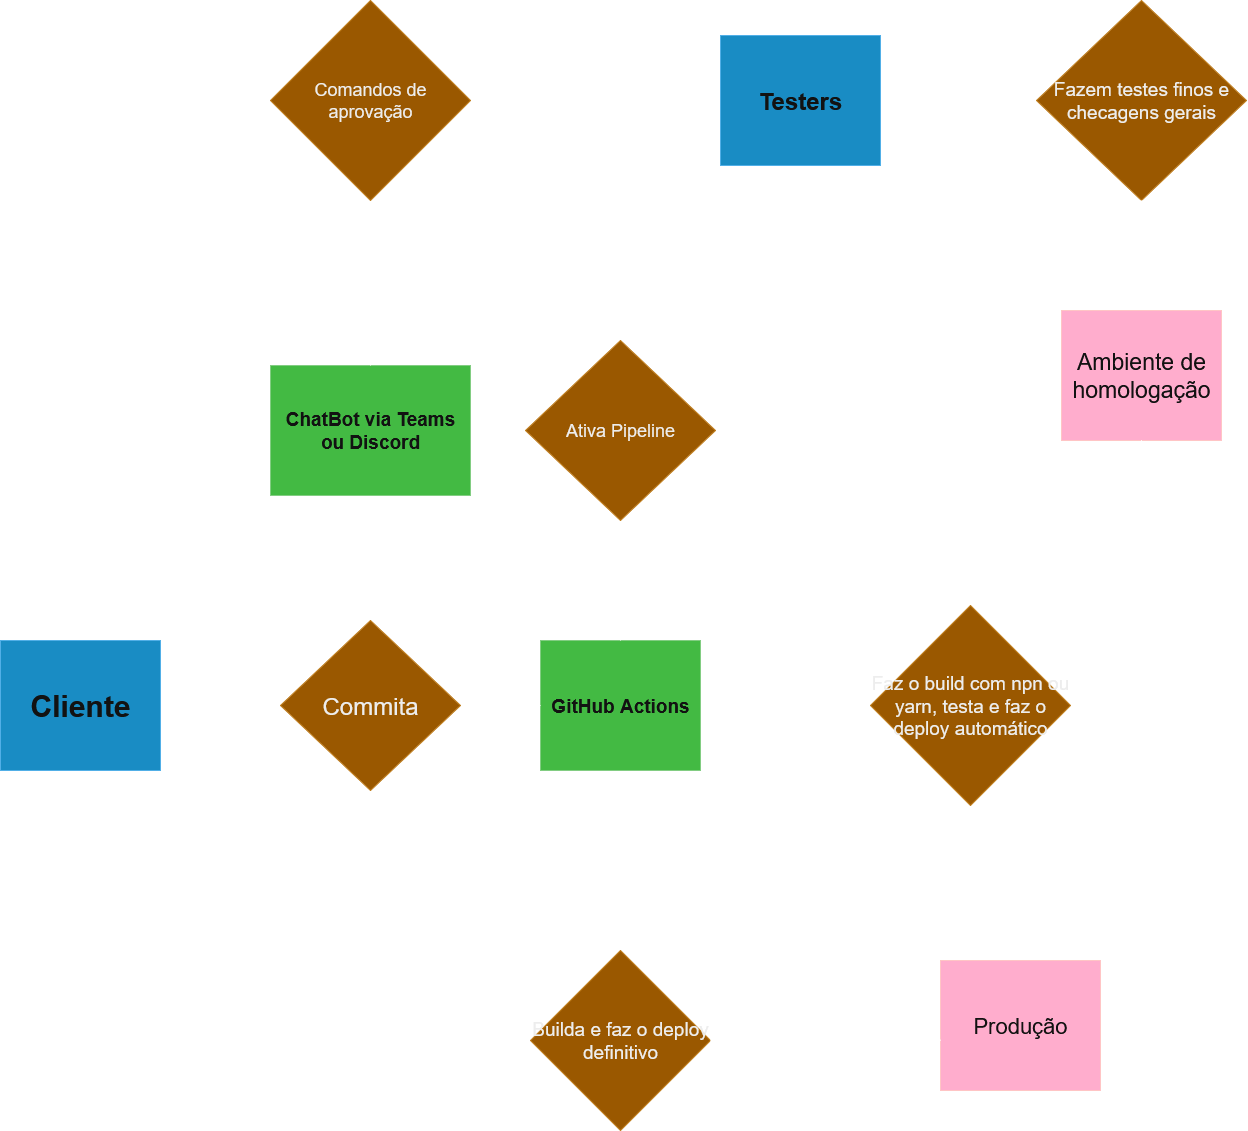 Comandos de
aprovação
Testers
Fazem testes finos e
checagens gerais
Ambiente de
homologação
ChatBot via Teams
ou Discord
Ativa Pipeline
Cliente
Commita
GitHub Actions
Faz o build com npn ou
yarn, testa e faz o
deploy automático
Builda e faz o deploy
definitivo
Produção